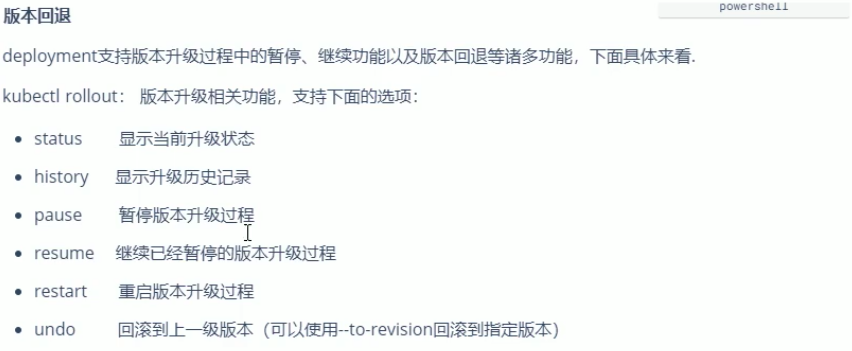 powershell
版本回退
deployment支持版本升级过程中的暂停、继续功能以及版本回退等诸多功能，下面具体来看.
kubectl rollout： 版本升级相关功能，支持下面的选项：
• status 显示当前升级状态
• history 显示升级历史记录
• pause 暂停版本升级过程
• resume 继续已经暂停的版本升级过程
• restart 重启版本升级过程
• undo 回滚到上一级版本（可以使用--to-revision回滚到指定版本）